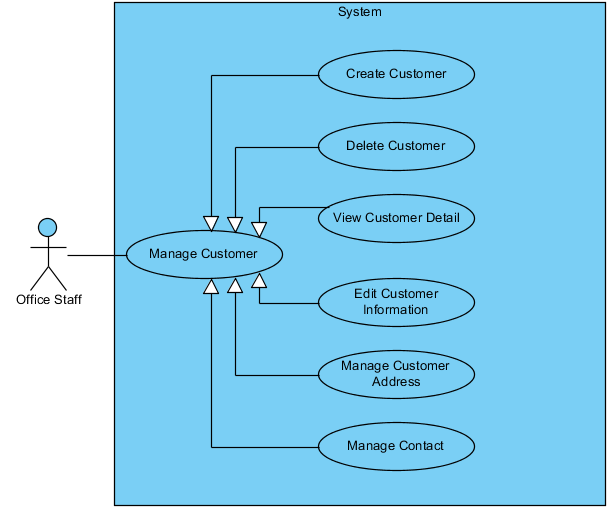 System
Create Customer
Delete Customer
View Customer Detail
Manage Customer
Office Staff
Edit Customer
Information
Manage Customer
Address
Manage Contact